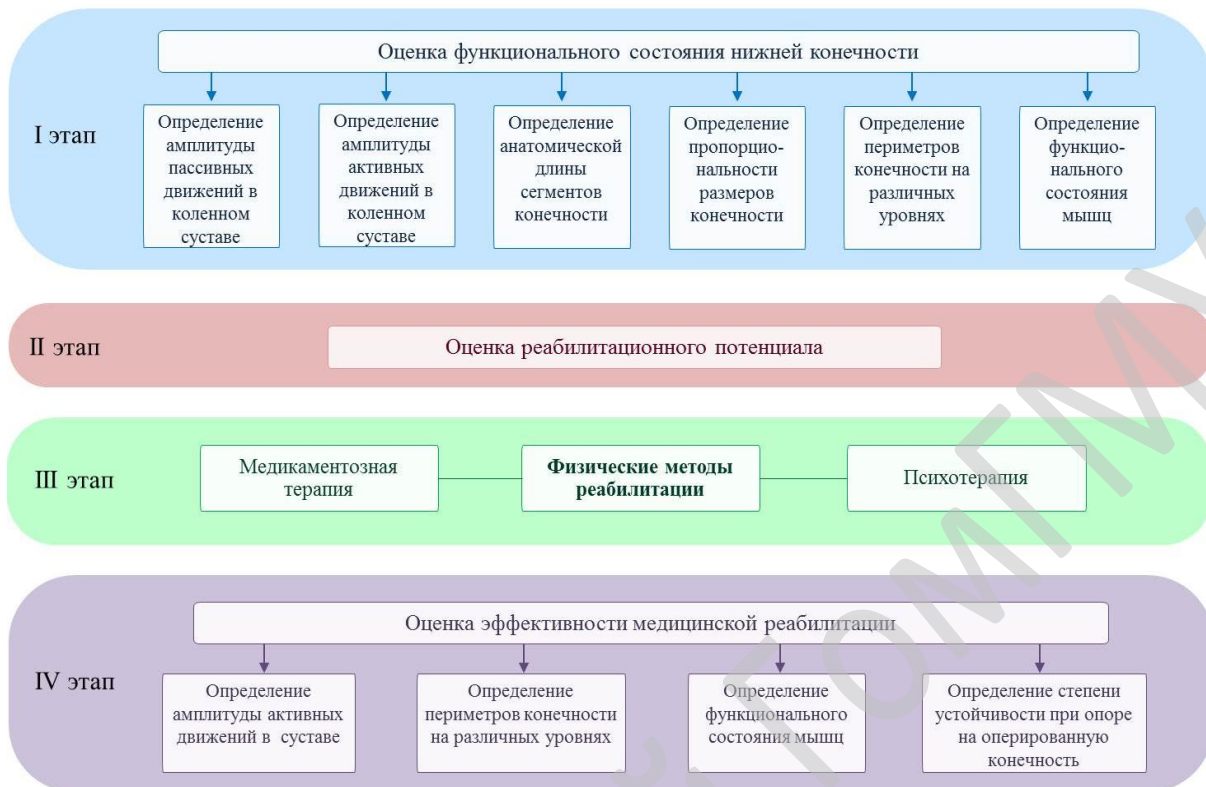 Оценка функционального состояния нижней конечности
I этап
Определение
амплитуды
пассивных
движений в
коленном
суставе
Определение
амплитуды
активных
движений в
коленном
суставе
Определение
анатомической
длины
сегментов
конечности
Определение
пропорцио-
нальности
размеров
конечности
Определение
периметров
конечности на
различных
уровнях
Определение
функцио-
нального
состояния
мышц
II этап
Оценка реабилитационного потенциала
III этап
Медикаментозная
терапия
Физические методы
реабилитации
Психотерапия
Оценка эффективности медицинской реабилитации
IV этап
Определение
амплитуды активных
движений в суставе
Определение
периметров конечности
на различных уровнях
Определение
функционального
состояния мышц
Определение степени
устойчивости при опоре
на оперированную
конечность
й ГомГМУ